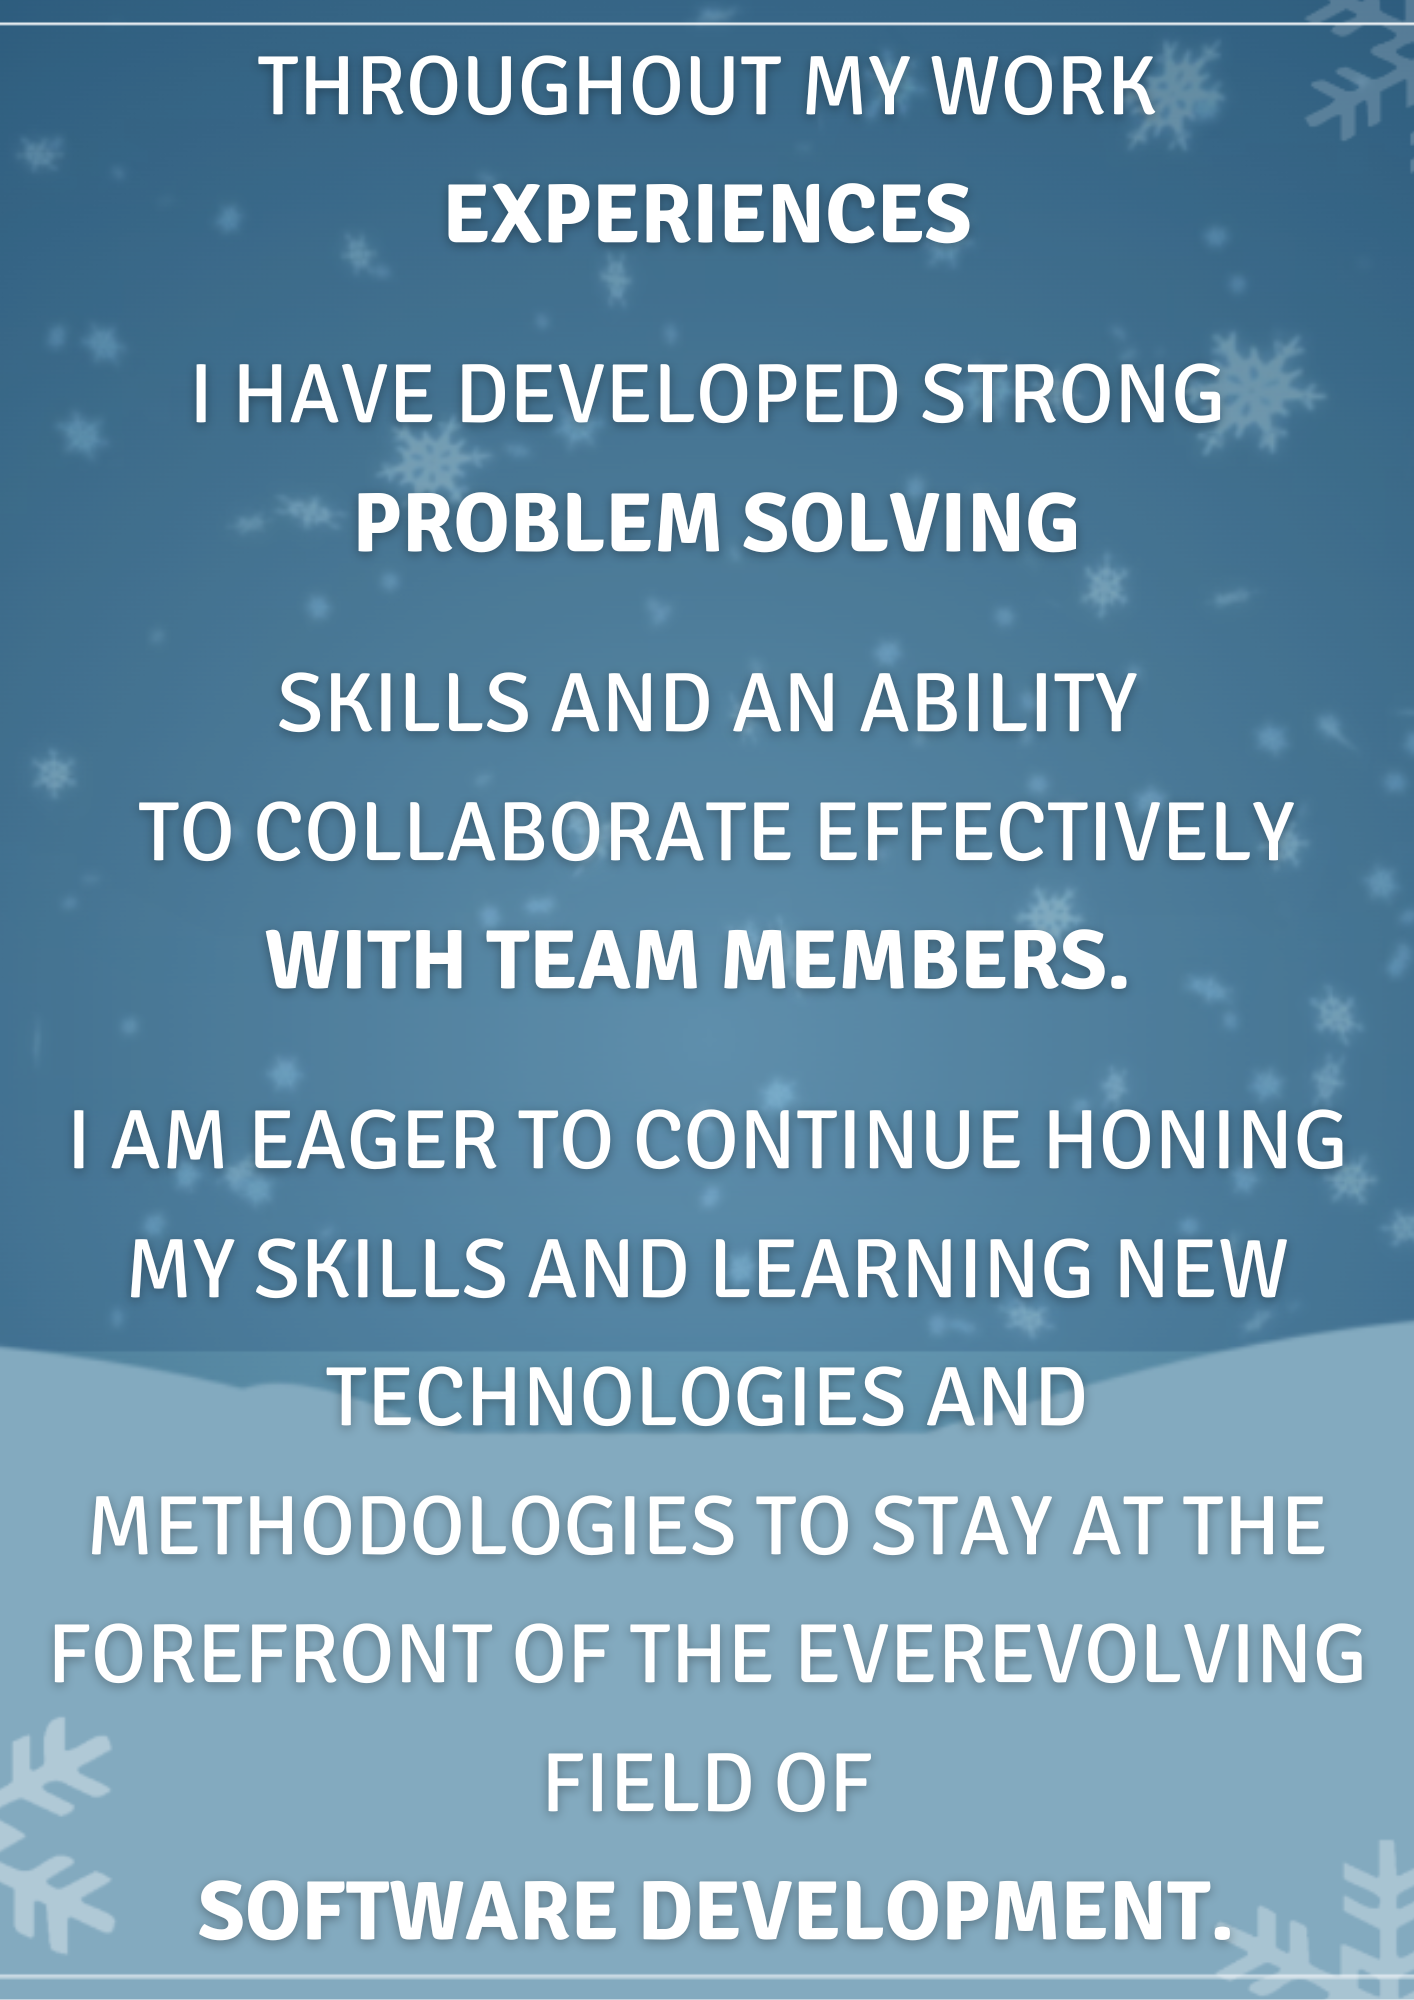 THROUGHOUT MY WORK
EXPERIENCES
I HAVE DEVELOPED STRONG
PROBLEM SOLVING
SKILLS AND AN ABILITY
TO COLLABORATE EFFECTIVELY
WITH TEAM MEMBERS.
I AM EAGER TO CONTINUE HONING
MY SKILLS AND LEARNING NEW
TECHNOLOGIES AND
METHODOLOGIES TO STAY AT THE
FOREFRONT OF THE EVEREVOLVING
FIELD OF
SOFTWARE DEVELOPMENT.